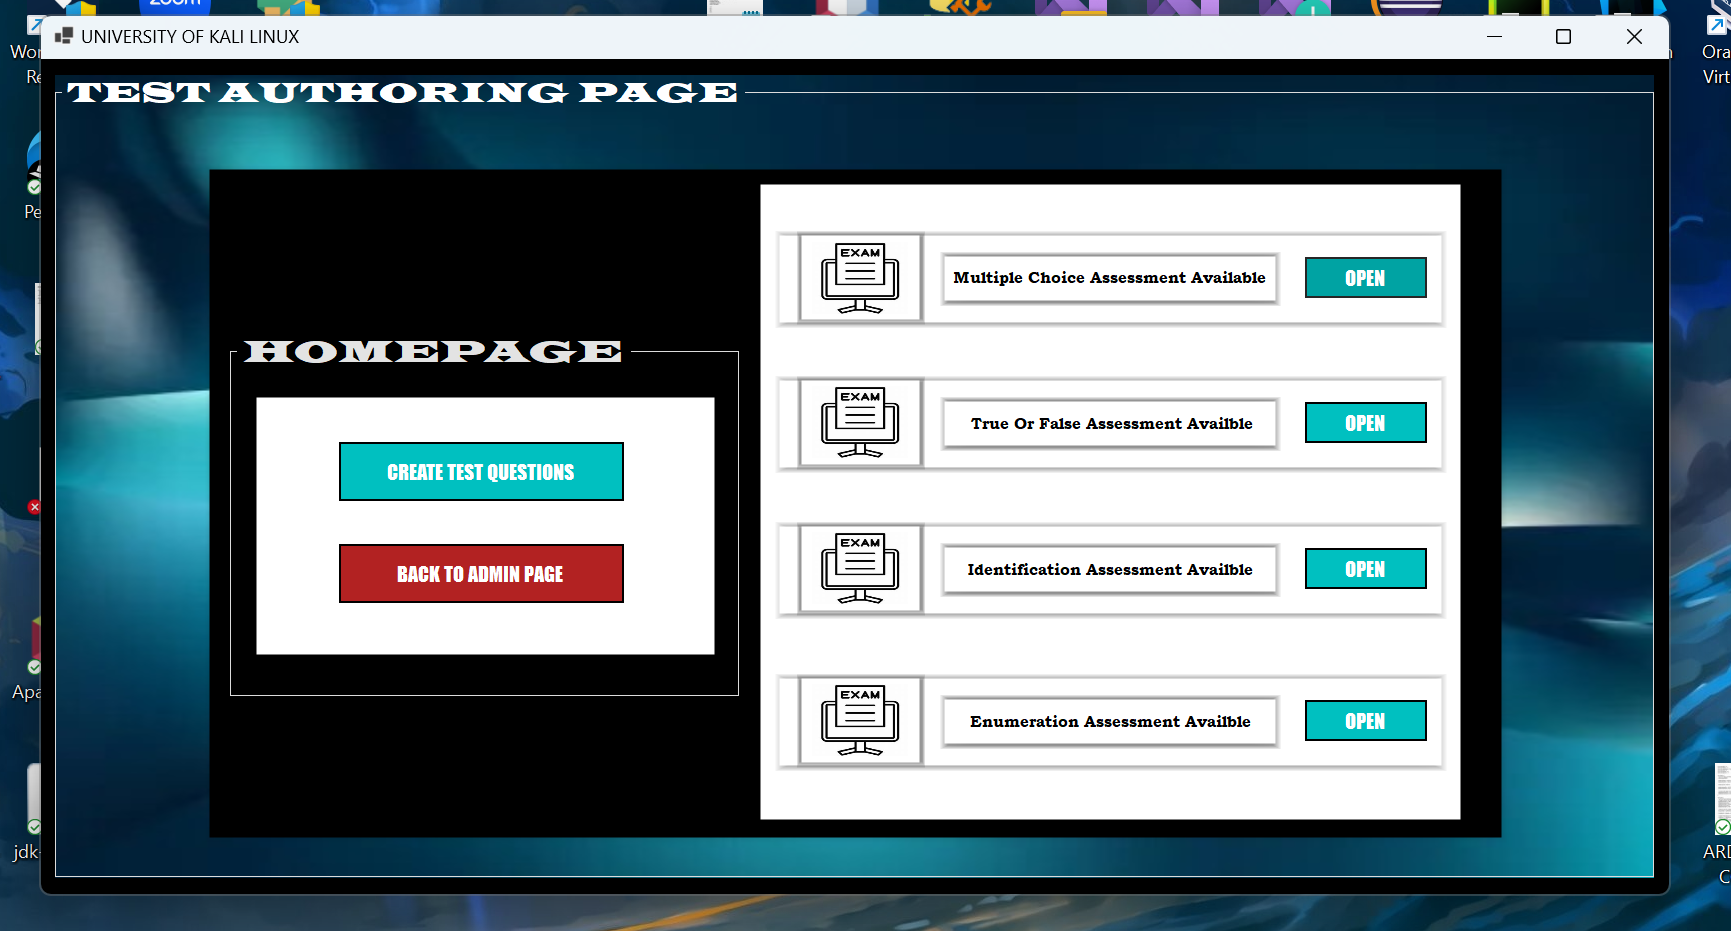 zoom
UNIVERSITY OF KALI LINUX
TEST AUTHORING PAGE
EXAM
Multiple Choice Assessment Available
OPEN
HOMEPAGE
EXAM
True Or False Assessment Availble
OPEN
CREATE TEST QUESTIONS
BACK TO ADMIN PAGE
EXAM
Identification Assessment Availble
OPEN
EXAM
Enumeration Assessment Availble
OPEN